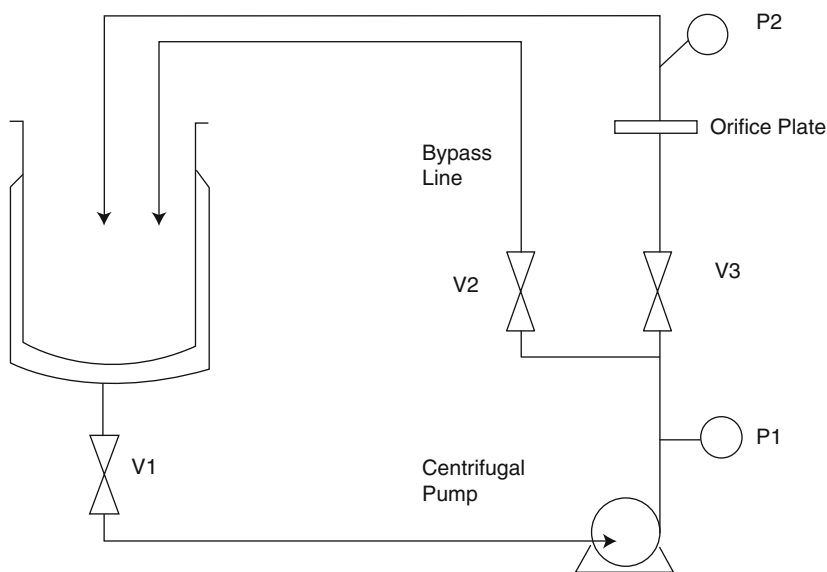 P2
Orifice Plate
Bypass
Line
V2
V3
P1
V1
Centrifugal
Pump